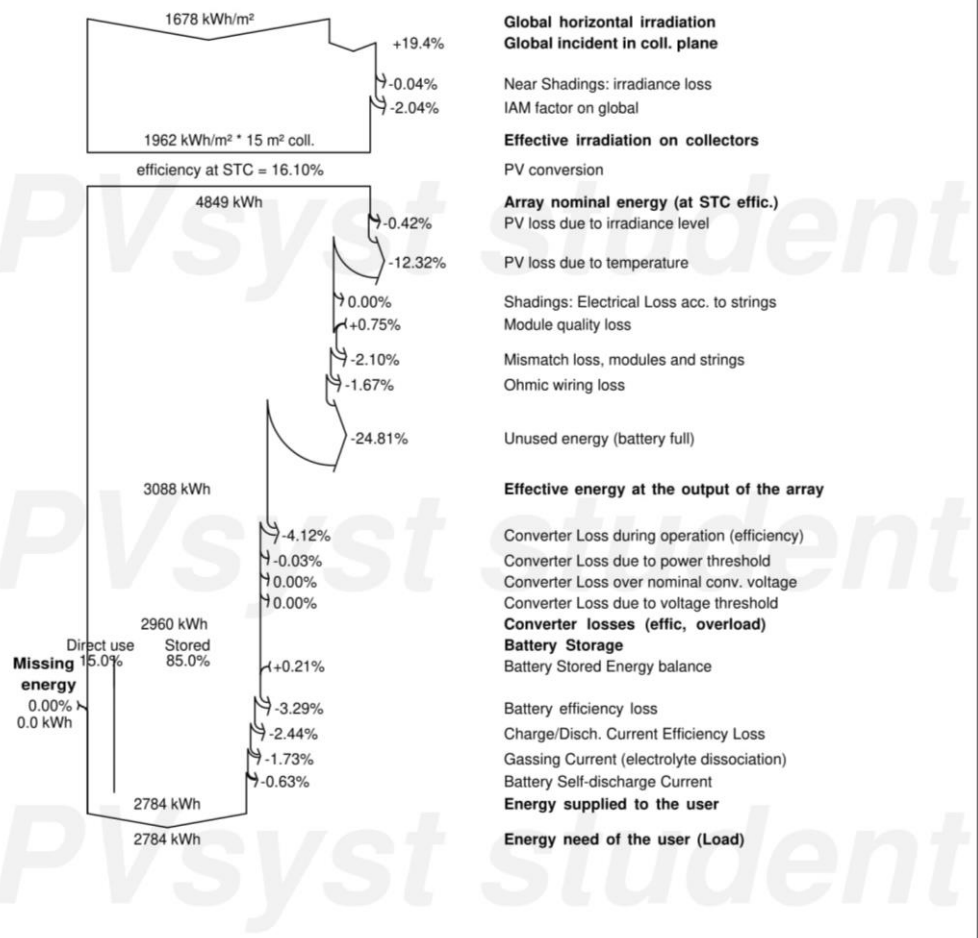 1678 kWh/m² Global horizontal irradiation
+19.4% Global incident in coll. plane
-0.04% Near Shadings: irradiance loss
-2.04% IAM factor on global
1962 kWh/m² * 15 m² coll. Effective irradiation on collectors
efficiency at STC = 16.10% PV conversion
4849 kWh Array nominal energy (at STC effic.)
-0.42% PV loss due to irradiance level
PVsyst student
-12.32% PV loss due to temperature
0.00% Shadings: Electrical Loss acc. to strings
+0.75% Module quality loss
-2.10% Mismatch loss, modules and strings
-1.67% Ohmic wiring loss
-24.81% Unused energy (battery full)
3088 kWh Effective energy at the output of the array
-4.12% Converter Loss during operation (efficiency)
PVsyst student
-0.03% Converter Loss due to power threshold
0.00% Converter Loss over nominal conv. voltage
0.00% Converter Loss due to voltage threshold
2960 kWh Converter losses (effic, overload)
Direct use Stored Battery Storage
Missing 15.0% 85.0% +0.21% Battery Stored Energy balance
energy
0.00% -3.29% Battery efficiency loss
0.0 kWh
-2.44% Charge/Disch. Current Efficiency Loss
-1.73% Gassing Current (electrolyte dissociation)
-0.63% Battery Self-discharge Current
2784 kWh Energy supplied to the user
2784 kWh Energy need of the user (Load)
PVsyst student